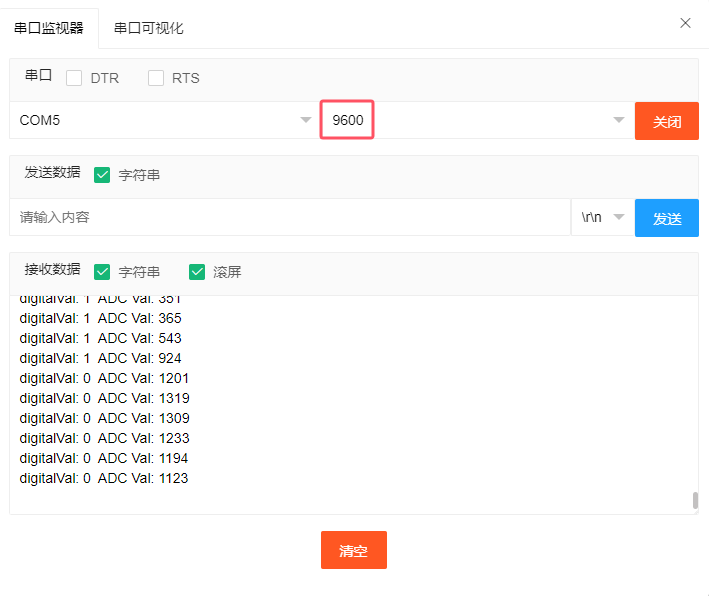 串口监视器 串口可视化
串口 DTR RTS
COM5 9600 关闭
发送数据 字符串
请输入内容 \r\n 发送
接收数据 字符串 滚屏
digitalVal: 1 ADC Val: 351
digitalVal: 1 ADC Val: 365
digitalVal: 1 ADC Val: 543
digitalVal: 1 ADC Val: 924
digitalVal: 0 ADC Val: 1201
digitalVal: 0 ADC Val: 1319
digitalVal: 0 ADC Val: 1309
digitalVal: 0 ADC Val: 1233
digitalVal: 0 ADC Val: 1194
digitalVal: 0 ADC Val: 1123
清空